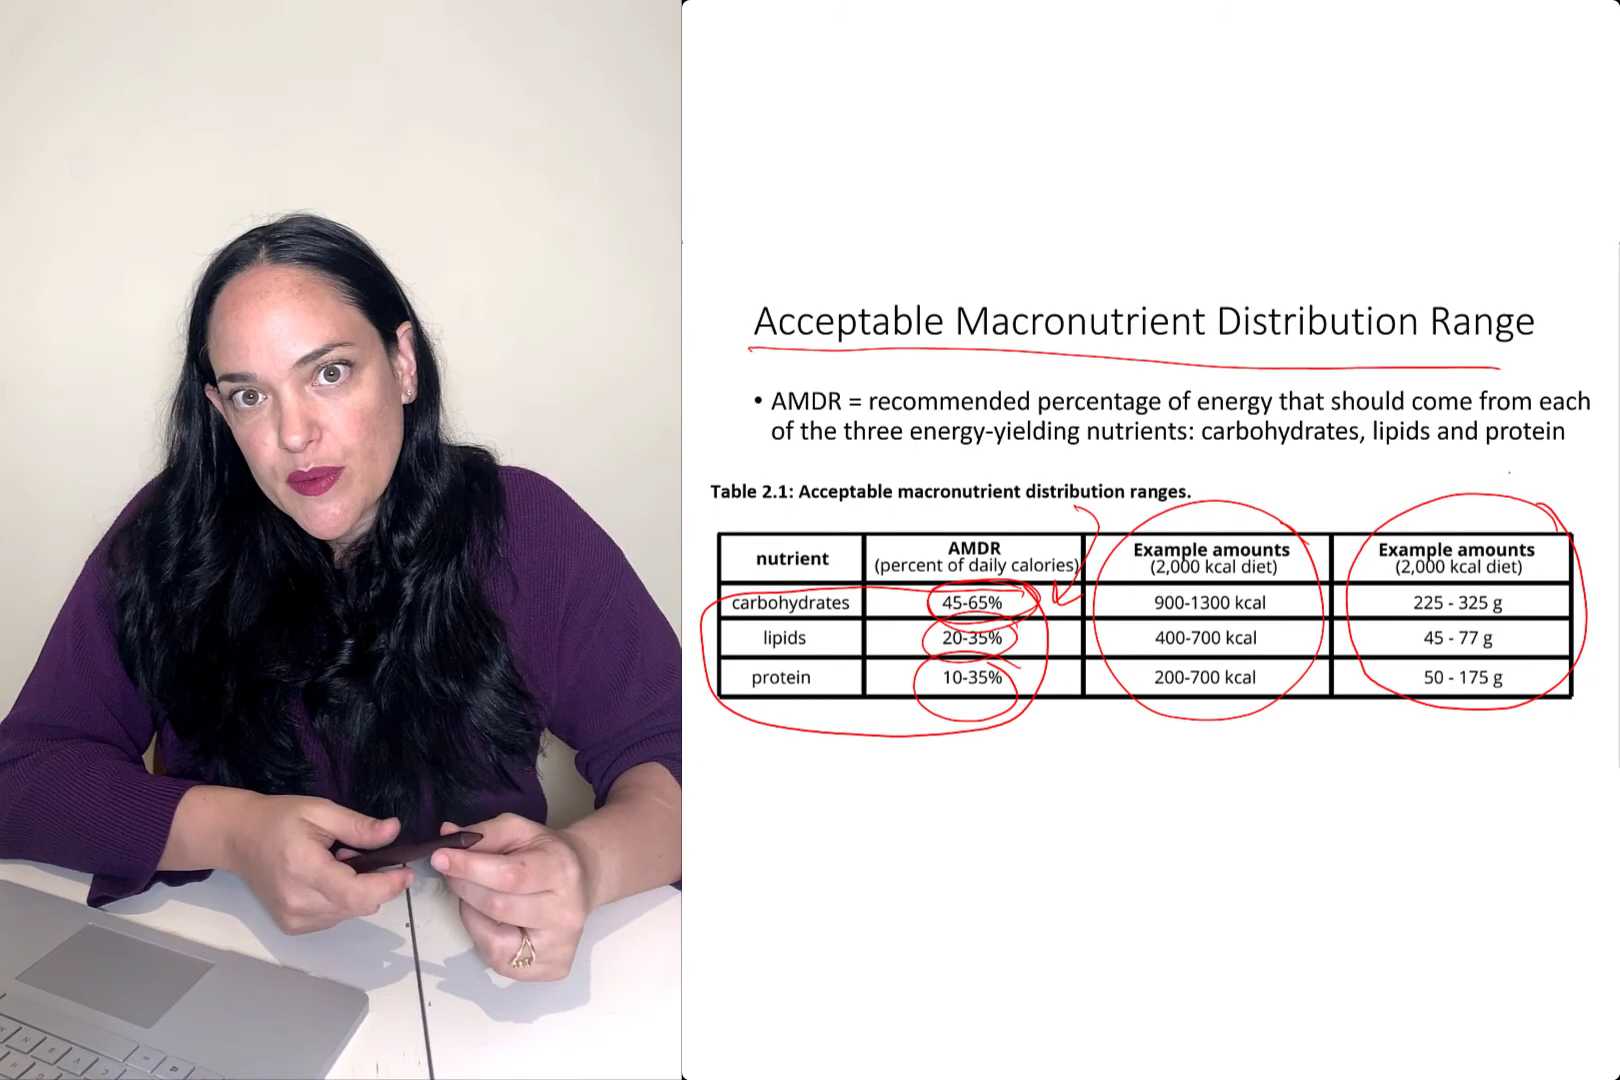 Acceptable Macronutrient Distribution Range
• AMDR = recommended percentage of energy that should come from each
of the three energy-yielding nutrients: carbohydrates, lipids and protein
Table 2.1: Acceptable macronutrient distribution ranges.
nutrient
AMDR
(percent of daily calories)
Example amounts
(2,000 kcal diet)
Example amounts
(2,000 kcal diet)
carbohydrates 45-65% 900-1300 kcal 225 - 325 g
lipids 20-35% 400-700 kcal 45 - 77 g
protein 10-35% 200-700 kcal 50 - 175 g